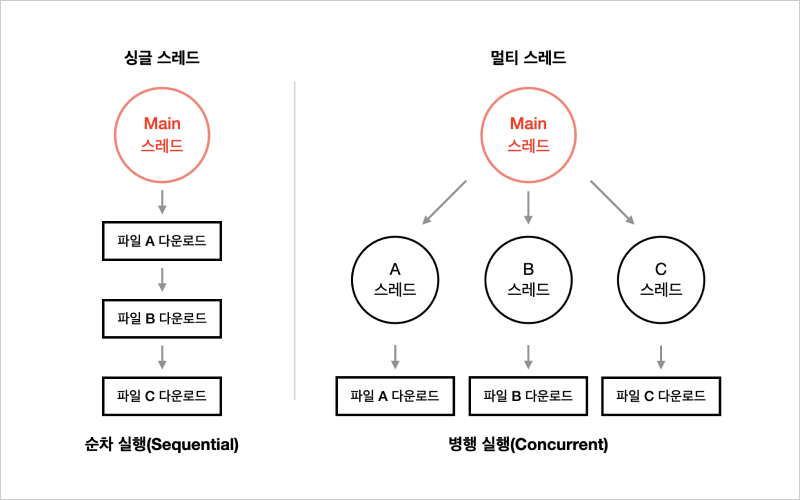 싱글 스레드
Main
스레드
파일 A 다운로드
파일 B 다운로드
파일 C 다운로드
순차 실행(Sequential)
멀티 스레드
Main
스레드
A
스레드
B
스레드
C
스레드
파일 A 다운로드
파일 B 다운로드
파일 C 다운로드
병행 실행(Concurrent)